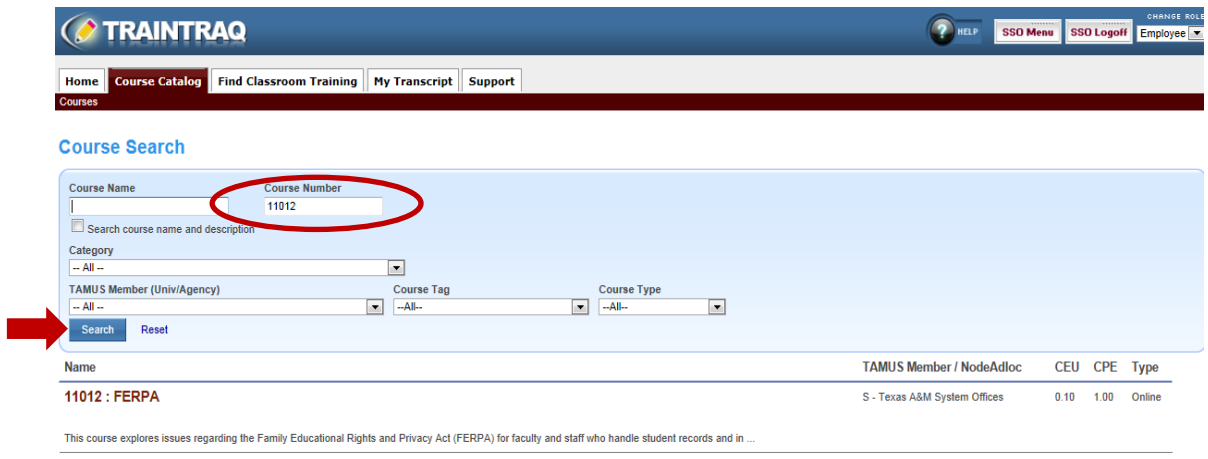 TRAINTRAQ
HELP
SSO Menu
SSO Logoff
CHANGE ROLE
Employee
Home
Course Catalog
Find Classroom Training
My Transcript
Support
Courses
Course Search
Course Name
Course Number
11012
Search course name and description
Category
-- All --
TAMUS Member (Univ/Agency)
Course Tag
Course Type
-- All --
--All--
--All--
Search
Reset
Name TAMUS Member / NodeAdloc CEU CPE Type
11012 : FERPA S - Texas A&M System Offices 0.10 1.00 Online
This course explores issues regarding the Family Educational Rights and Privacy Act (FERPA) for faculty and staff who handle student records and in ...